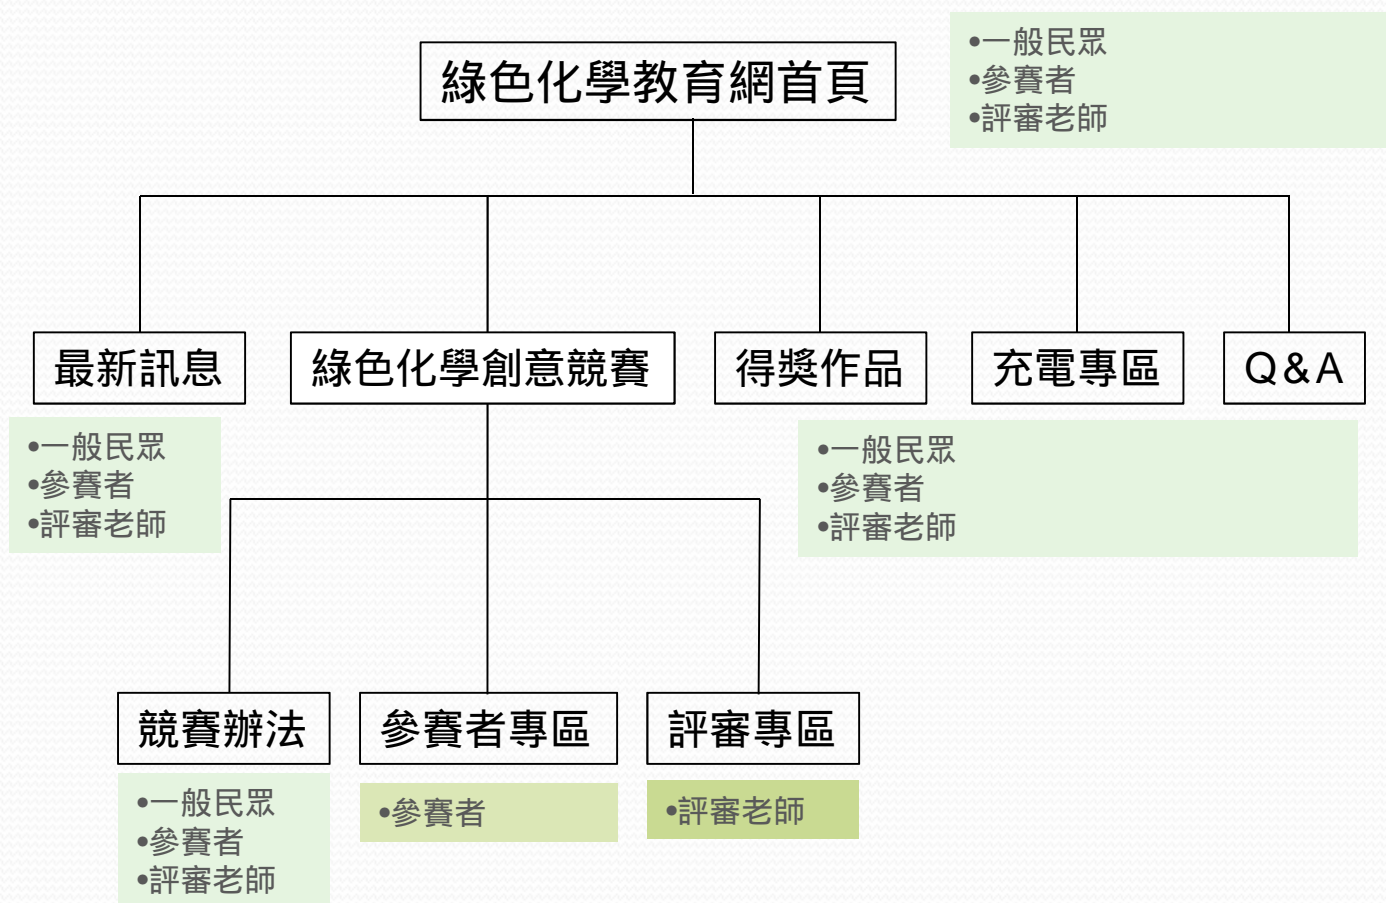 綠色化學教育網首頁
•一般民眾
•參賽者
•評審老師
最新訊息
綠色化學創意競賽
得獎作品
充電專區
Q&A
•一般民眾
•參賽者
•評審老師
•一般民眾
•參賽者
•評審老師
競賽辦法
參賽者專區
評審專區
•一般民眾
•參賽者
•評審老師
•參賽者
•評審老師